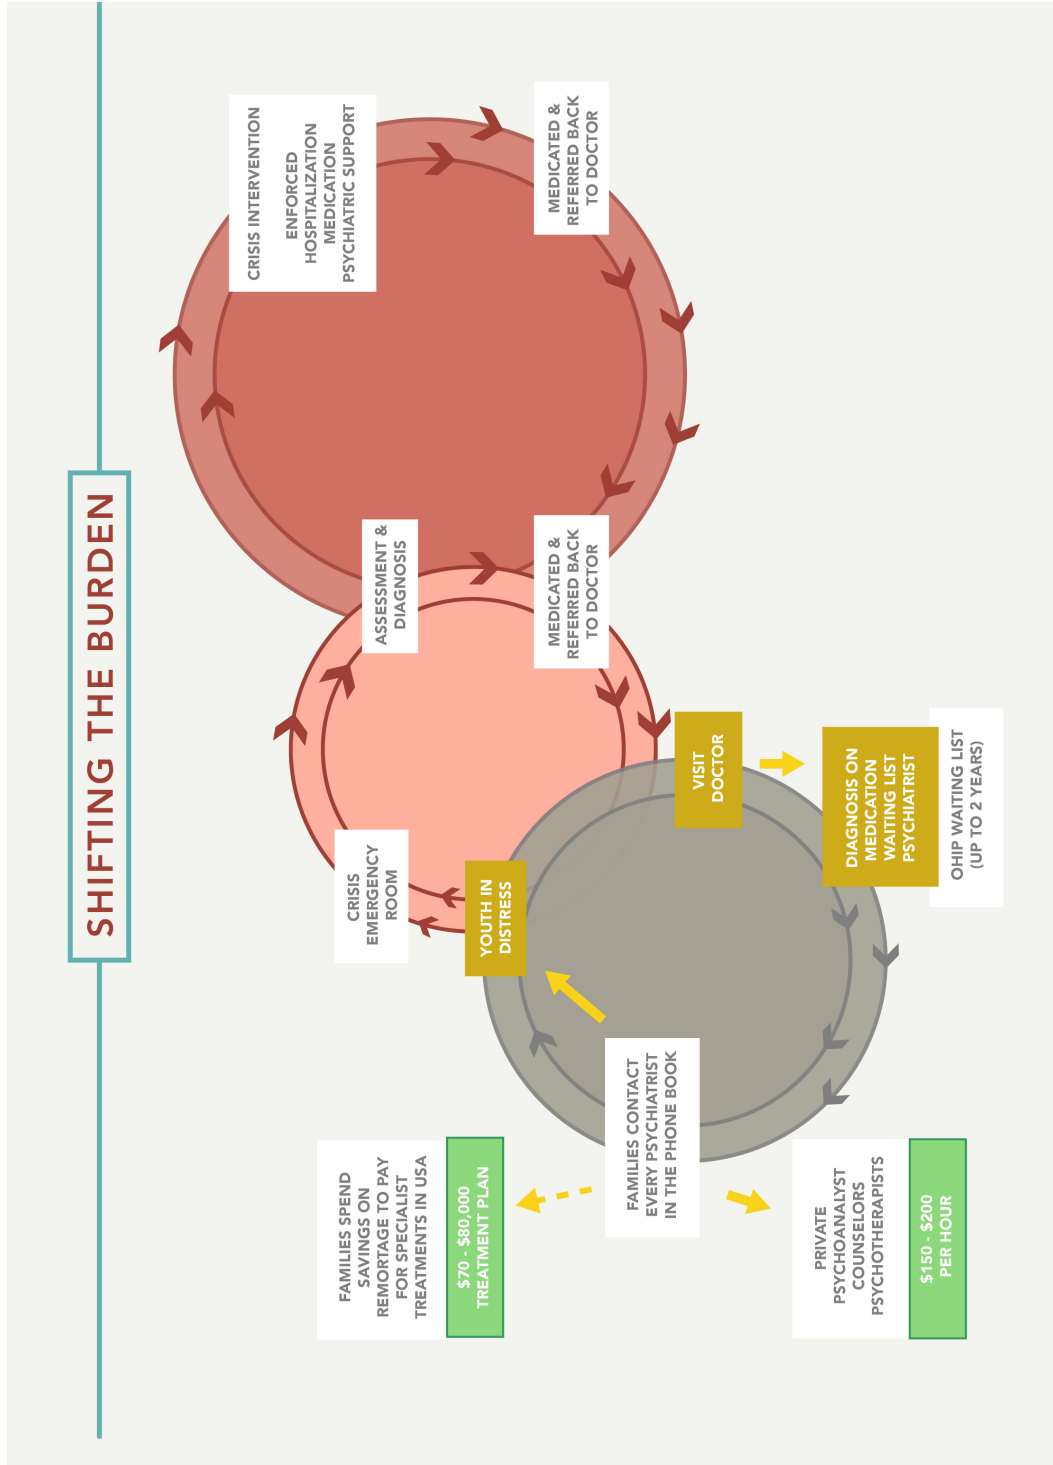 SHIFTING THE BURDEN
FAMILIES SPEND
SAVINGS ON
REMORTAGE TO PAY
FOR SPECIALIST
TREATMENTS IN USA
$70 - $80,000
TREATMENT PLAN
CRISIS
EMERGENCY
ROOM
ASSESSMENT &
DIAGNOSIS
CRISIS INTERVENTION
ENFORCED
HOSPITALIZATION
MEDICATION
PSYCHIATRIC SUPPORT
YOUTH IN
DISTRESS
MEDICATED &
REFERRED BACK
TO DOCTOR
MEDICATED &
REFERRED BACK
TO DOCTOR
FAMILIES CONTACT
EVERY PSYCHIATRIST
IN THE PHONE BOOK
VISIT
DOCTOR
PRIVATE
PSYCHOANALYST
COUNSELORS
PSYCHOTHERAPISTS
$150 - $200
PER HOUR
DIAGNOSIS ON
MEDICATION
WAITING LIST
PSYCHIATRIST
OHIP WAITING LIST
(UP TO 2 YEARS)